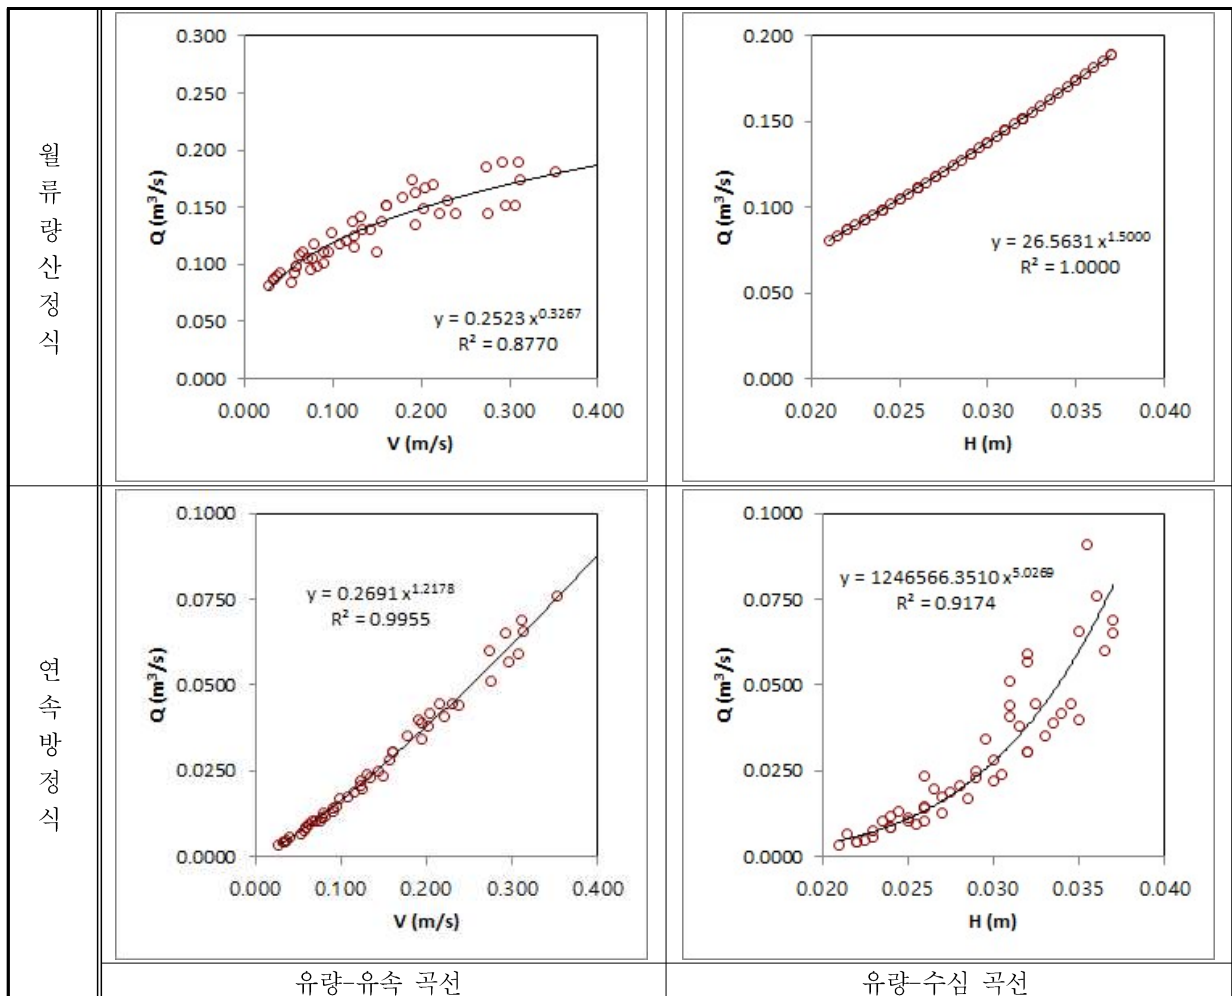 월
류
량
산
정
식
0.300
0.250
0.200
0.150
0.100
0.050
0.000
Q (m³/s)
y = 0.2523 x^0.3267
R² = 0.8770
0.000 0.100 0.200 0.300 0.400
V (m/s)
0.200
0.150
0.100
0.050
0.000
Q (m³/s)
y = 26.5631 x^1.5000
R² = 1.0000
0.020 0.025 0.030 0.035 0.040
H (m)
연
속
방
정
식
0.1000
0.0750
0.0500
0.0250
0.0000
Q (m³/s)
y = 0.2691 x^1.2178
R² = 0.9955
0.000 0.100 0.200 0.300 0.400
V (m/s)
0.1000
0.0750
0.0500
0.0250
0.0000
Q (m³/s)
y = 1246566.3510 x^5.0269
R² = 0.9174
0.020 0.025 0.030 0.035 0.040
H (m)
유량-유속 곡선
유량-수심 곡선